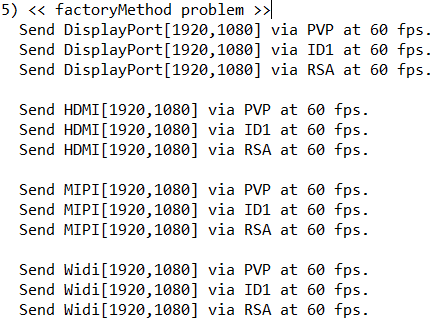 5) << factoryMethod problem >>
Send DisplayPort[1920,1080] via PVP at 60 fps.
Send DisplayPort[1920,1080] via ID1 at 60 fps.
Send DisplayPort[1920,1080] via RSA at 60 fps.
Send HDMI[1920,1080] via PVP at 60 fps.
Send HDMI[1920,1080] via ID1 at 60 fps.
Send HDMI[1920,1080] via RSA at 60 fps.
Send MIPI[1920,1080] via PVP at 60 fps.
Send MIPI[1920,1080] via ID1 at 60 fps.
Send MIPI[1920,1080] via RSA at 60 fps.
Send Widi[1920,1080] via PVP at 60 fps.
Send Widi[1920,1080] via ID1 at 60 fps.
Send Widi[1920,1080] via RSA at 60 fps.